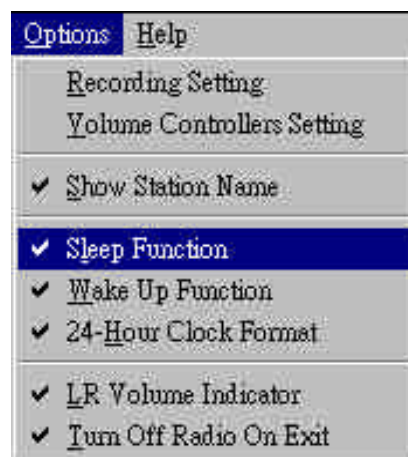 Options Help
Recording Setting
Volume Controllers Setting
Show Station Name
Sleep Function
Wake Up Function
24-Hour Clock Format
LR Volume Indicator
Turn Off Radio On Exit